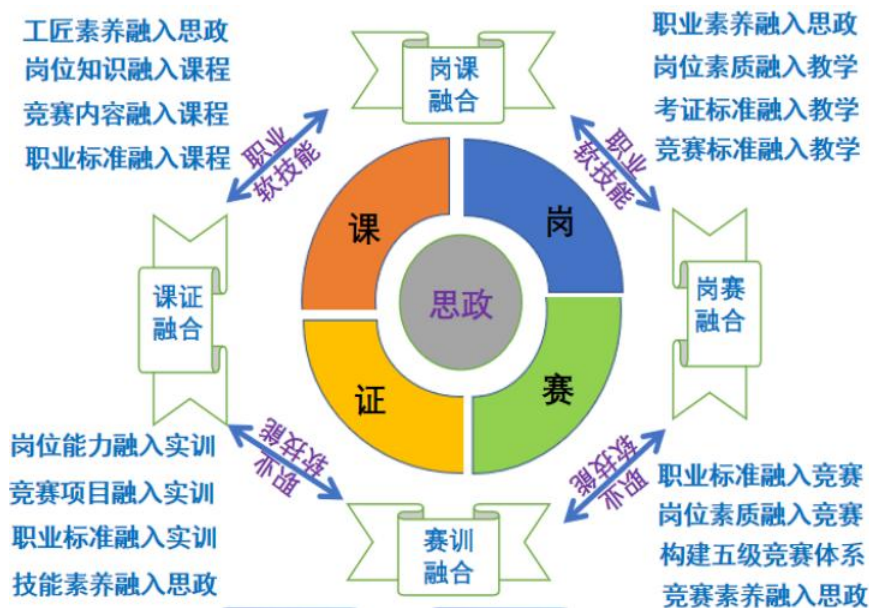 工匠素养融入思政
岗位知识融入课程
竞赛内容融入课程
职业标准融入课程
岗课
融合
职业素养融入思政
岗位素质融入教学
考证标准融入教学
竞赛标准融入教学
职业
软技能
职业
软技能
课
岗
课证
融合
思政
岗赛
融合
证
赛
岗位能力融入实训
竞赛项目融入实训
职业标准融入实训
技能素养融入思政
职业
软技能
赛训
融合
职业
软技能
职业标准融入竞赛
岗位素质融入竞赛
构建五级竞赛体系
竞赛素养融入思政